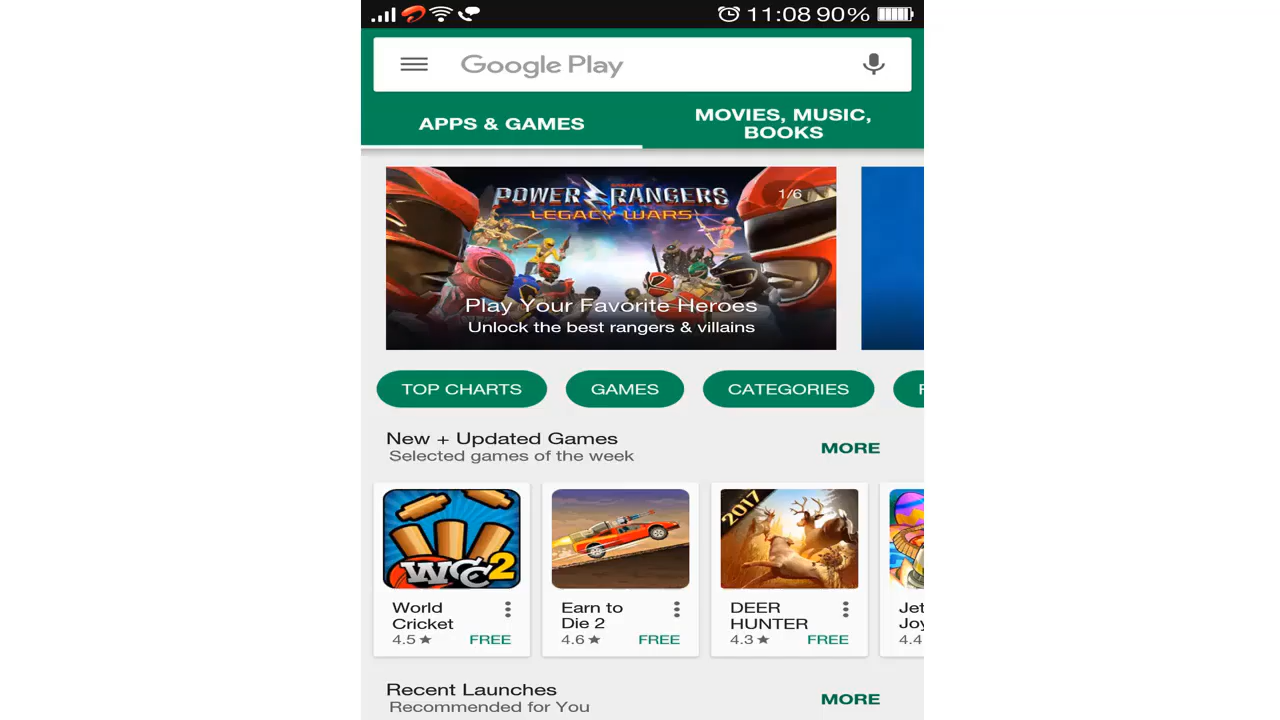 11:08 90%
Google Play
APPS & GAMES
MOVIES, MUSIC,
BOOKS
POWER RANGERS
LEGACY WARS
1/6
Play Your Favorite Heroes
Unlock the best rangers & villains
TOP CHARTS
GAMES
CATEGORIES
New + Updated Games
Selected games of the week
MORE
WCC2
2017
World
Cricket
4.5★ FREE
Earn to
Die 2
4.6★ FREE
DEER
HUNTER
4.3★ FREE
Jet
Joy
4.4
Recent Launches
Recommended for You
MORE